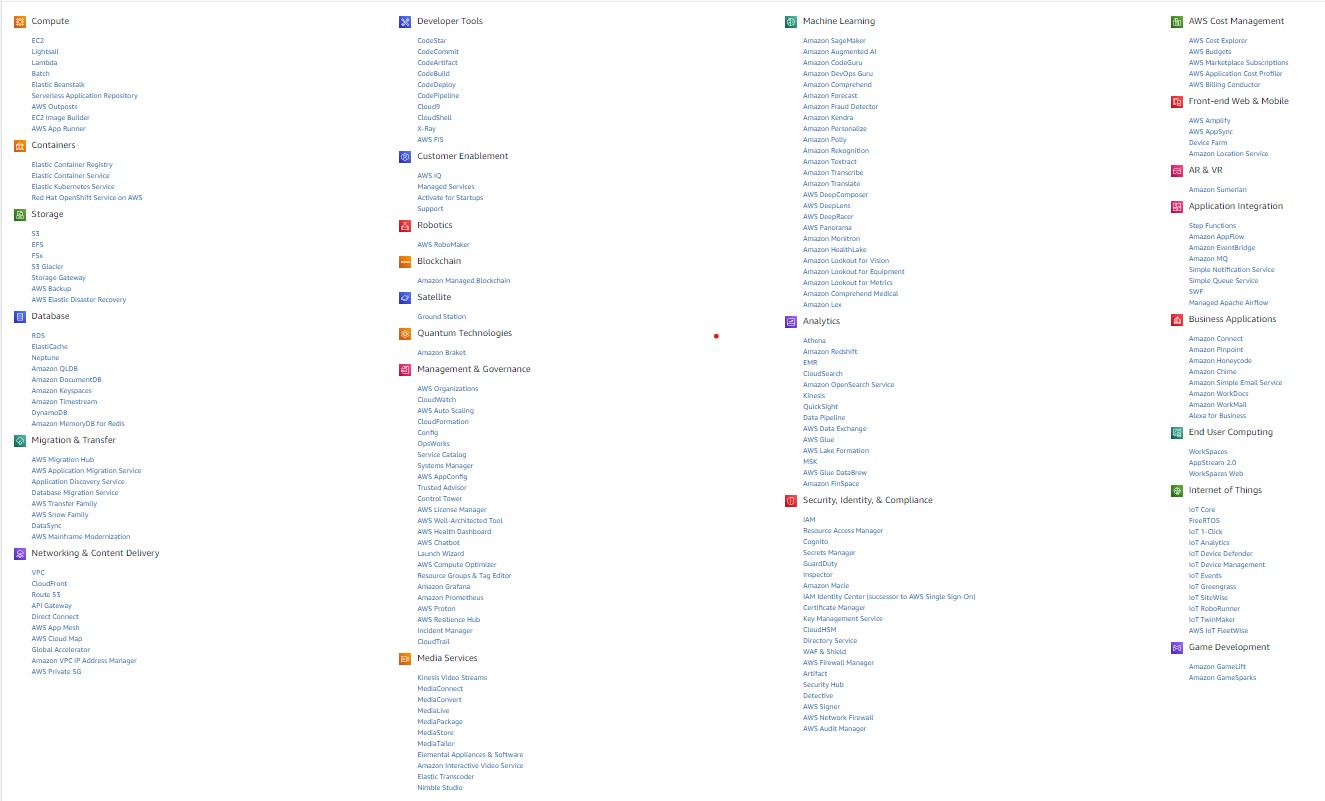 Compute
EC2
Lightsail
Lambda
Batch
Elastic Beanstalk
Serverless Application Repository
AWS Outposts
EC2 Image Builder
AWS App Runner
Containers
Elastic Container Registry
Elastic Container Service
Elastic Kubernetes Service
Red Hat OpenShift Service on AWS
Storage
S3
EFS
FSx
S3 Glacier
Storage Gateway
AWS Backup
AWS Elastic Disaster Recovery
Database
RDS
ElastiCache
Neptune
Amazon QLDB
Amazon DocumentDB
Amazon Keyspaces
Amazon Timestream
DynamoDB
Amazon MemoryDB for Redis
Migration & Transfer
AWS Migration Hub
AWS Application Migration Service
Application Discovery Service
Database Migration Service
AWS Transfer Family
AWS Snow Family
DataSync
AWS Mainframe Modernization
Networking & Content Delivery
VPC
CloudFront
Route 53
API Gateway
Direct Connect
AWS App Mesh
AWS Cloud Map
Global Accelerator
Amazon VPC IP Address Manager
AWS Private 5G
Developer Tools
CodeStar
CodeCommit
CodeArtifact
CodeBuild
CodeDeploy
CodePipeline
Cloud9
CloudShell
X-Ray
AWS FIS
Customer Enablement
AWS IQ
Managed Services
Activate for Startups
Support
Robotics
AWS RoboMaker
Blockchain
Amazon Managed Blockchain
Satellite
Ground Station
Quantum Technologies
Amazon Braket
Management & Governance
AWS Organizations
CloudWatch
AWS Auto Scaling
CloudFormation
Config
OpsWorks
Service Catalog
Systems Manager
AWS AppConfig
Trusted Advisor
Control Tower
AWS License Manager
AWS Well-Architected Tool
AWS Health Dashboard
AWS Chatbot
Launch Wizard
AWS Compute Optimizer
Resource Groups & Tag Editor
Amazon Grafana
Amazon Prometheus
AWS Proton
AWS Resilience Hub
Incident Manager
CloudTrail
Media Services
Kinesis Video Streams
MediaConnect
MediaConvert
MediaLive
MediaPackage
MediaStore
MediaTailor
Elemental Appliances & Software
Amazon Interactive Video Service
Elastic Transcoder
Nimble Studio
Machine Learning
Amazon SageMaker
Amazon Augmented AI
Amazon CodeGuru
Amazon DevOps Guru
Amazon Comprehend
Amazon Forecast
Amazon Fraud Detector
Amazon Kendra
Amazon Personalize
Amazon Polly
Amazon Rekognition
Amazon Textract
Amazon Transcribe
Amazon Translate
AWS DeepComposer
AWS DeepLens
AWS DeepRacer
AWS Panorama
Amazon Monitron
Amazon HealthLake
Amazon Lookout for Vision
Amazon Lookout for Equipment
Amazon Lookout for Metrics
Amazon Comprehend Medical
Amazon Lex
Analytics
Athena
Amazon Redshift
EMR
CloudSearch
Amazon OpenSearch Service
Kinesis
QuickSight
Data Pipeline
AWS Data Exchange
AWS Glue
AWS Lake Formation
MSK
AWS Glue DataBrew
Amazon FinSpace
Security, Identity, & Compliance
IAM
Resource Access Manager
Cognito
Secrets Manager
GuardDuty
Inspector
Amazon Macie
IAM Identity Center (successor to AWS Single Sign-On)
Certificate Manager
Key Management Service
CloudHSM
Directory Service
WAF & Shield
AWS Firewall Manager
Artifact
Security Hub
Detective
AWS Signer
AWS Network Firewall
AWS Audit Manager
AWS Cost Management
AWS Cost Explorer
AWS Budgets
AWS Marketplace Subscriptions
AWS Application Cost Profiler
AWS Billing Conductor
Front-end Web & Mobile
AWS Amplify
AWS AppSync
Device Farm
Amazon Location Service
AR & VR
Amazon Sumerian
Application Integration
Step Functions
Amazon AppFlow
Amazon EventBridge
Amazon MQ
Simple Notification Service
Simple Queue Service
SWF
Managed Apache Airflow
Business Applications
Amazon Connect
Amazon Pinpoint
Amazon Honeycode
Amazon Chime
Amazon Simple Email Service
Amazon WorkDocs
Amazon WorkMail
Alexa for Business
End User Computing
WorkSpaces
AppStream 2.0
WorkSpaces Web
Internet of Things
IoT Core
FreeRTOS
IoT 1-Click
IoT Analytics
IoT Device Defender
IoT Device Management
IoT Events
IoT Greengrass
IoT SiteWise
IoT RoboRunner
IoT TwinMaker
AWS IoT FleetWise
Game Development
Amazon GameLift
Amazon GameSparks